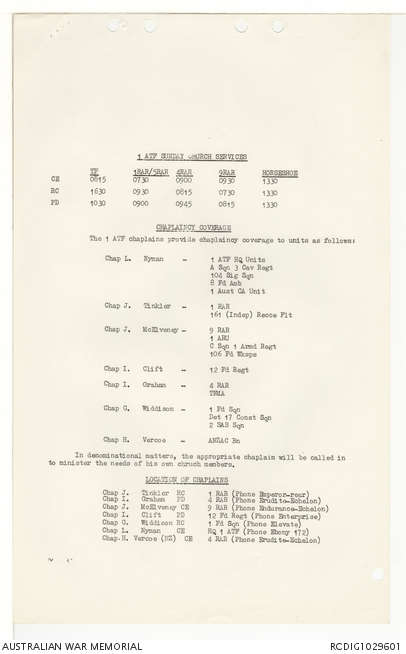 1 ATF SUNDAY CHURCH SERVICES
TF 1RAR/5RAR 4RAR 9RAR HORSESHOE
CE 0815 0730 0900 0930 1330
RC 1630 0930 0815 0730 1330
PD 1030 0900 0945 0815 1330
CHAPLAINCY COVERAGE
The 1 ATF chaplains provide chaplaincy coverage to units as follows:
Chap L. Nyman - 1 ATF HQ Units
A Sqn 3 Cav Regt
104 Sig Sqn
8 Fd Amb
1 Aust CA Unit
Chap J. Tinkler - 1 RAR
161 (Indep) Recce Flt
Chap J. McElveney - 9 RAR
1 ARU
C Sqn 1 Armd Regt
106 Fd Wksps
Chap I. Clift - 12 Fd Regt
Chap I. Graham - 4 RAR
Chap G. Widdison - 1 Fd Sqn
Det 17 Const Sqn
2 SAS Sqn
Chap H. Vercoe - ANZAC Bn
In denominational matters, the appropriate chaplain will be called in
to minister the needs of his own chruch members.
LOCATION OF CHAPLAINS
Chap J. Tinkler RC 1 RAR (Phone Emperor-rear)
Chap I. Graham PD 4 RAR (Phone Erudite-Echelon)
Chap J. McElveney CE 9 RAR (Phone Endurance-Echelon)
Chap I. Clift PD 12 Fd Regt (Phone Enterprise)
Chap G. Widdison RC 1 Fd Sqn (Phone Elevate)
Chap L. Nyman CE HQ 1 ATF (Phone Ebony 172)
Chap.H. Vercoe (NZ) CE 4 RAR (Phone Erudite-Echelon)
AUSTRALIAN WAR MEMORIAL RCDIG1029601